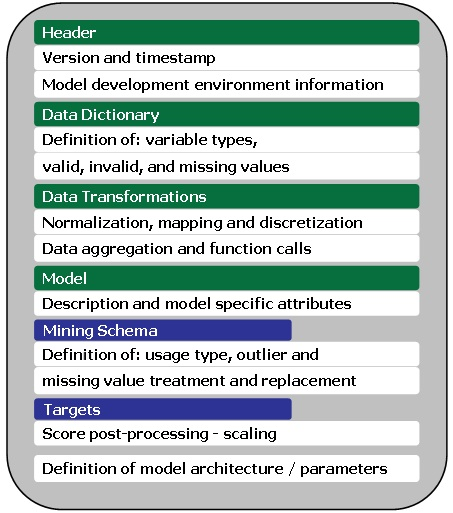 Header
Version and timestamp
Model development environment information
Data Dictionary
Definition of: variable types,
valid, invalid, and missing values
Data Transformations
Normalization, mapping and discretization
Data aggregation and function calls
Model
Description and model specific attributes
Mining Schema
Definition of: usage type, outlier and
missing value treatment and replacement
Targets
Score post-processing - scaling
Definition of model architecture / parameters